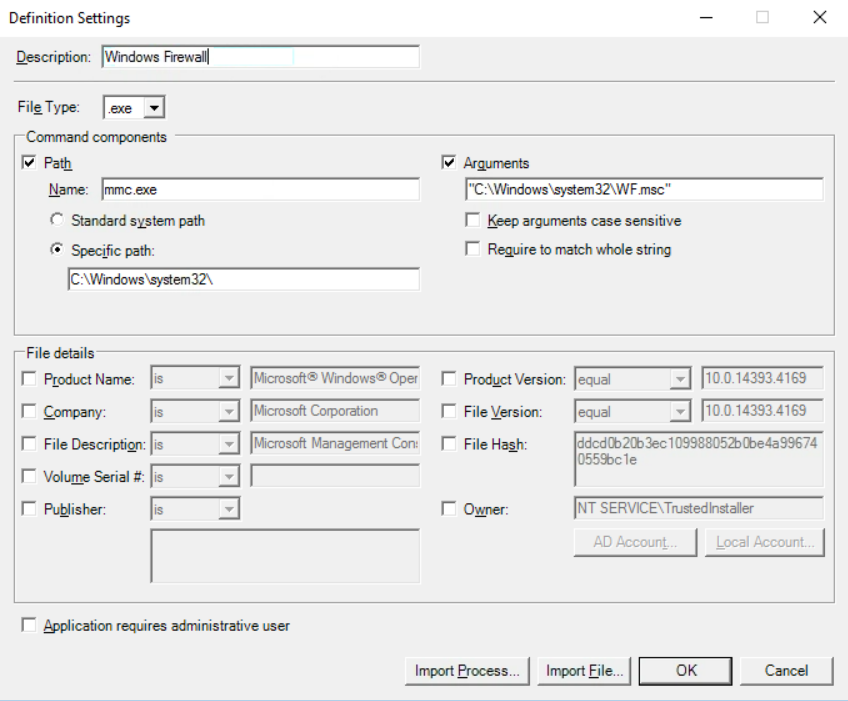 Definition Settings
Description: Windows Firewall
File Type: .exe
Command components
Path
Name: mmc.exe
Standard system path
Specific path:
C:\Windows\system32\
Arguments
"C:\Windows\system32\WF.msc"
Keep arguments case sensitive
Require to match whole string
File details
Product Name: is Microsoft® Windows® Oper
Company: is Microsoft Corporation
File Description: is Microsoft Management Con
Volume Serial #: is
Publisher: is
Product Version: equal 10.0.14393.4169
File Version: equal 10.0.14393.4169
File Hash: ddcd0b20b3ec109988052b0be4a99674
0559bc1e
Owner: NT SERVICE\TrustedInstaller
AD Account... Local Account...
Application requires administrative user
Import Process... Import File... OK Cancel